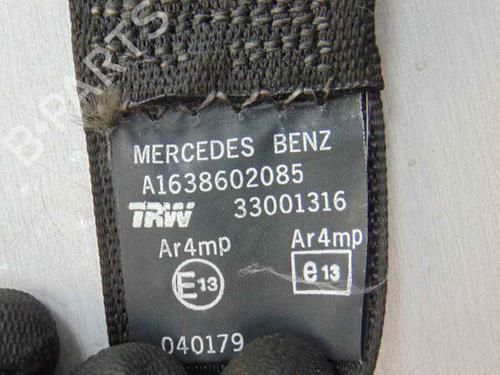 B-PARTS
MERCEDES BENZ
A1638602085
TRW 33001316
Ar4mp Ar4mp
E13 e13
040179